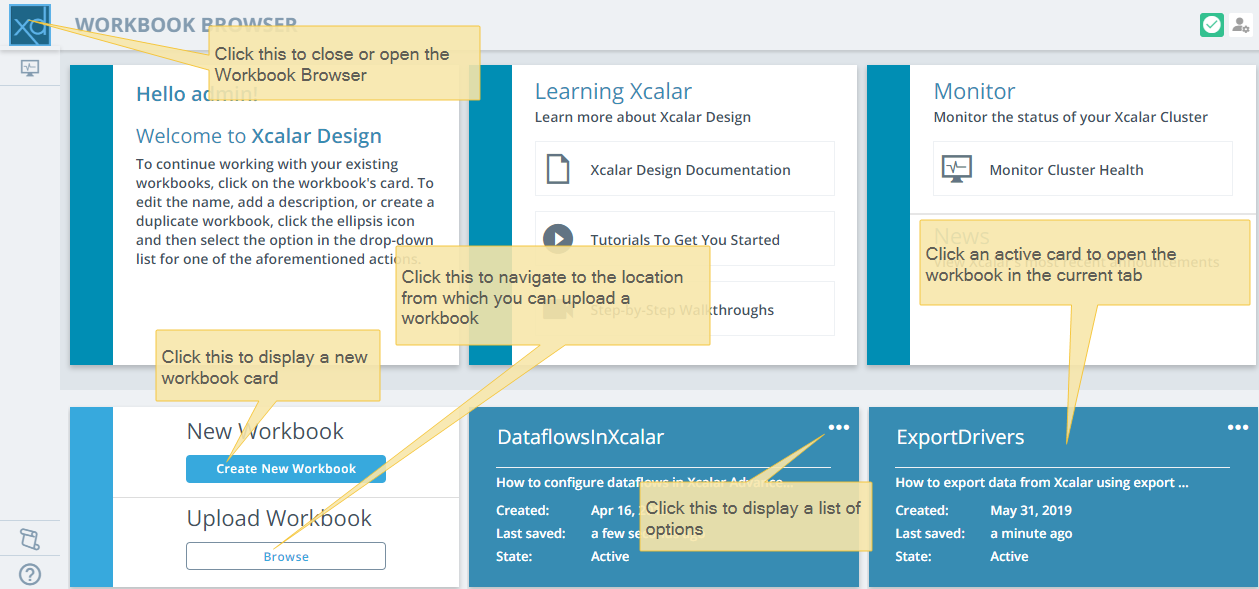 xd WORKBOOK BROWSER
Click this to close or open the
Workbook Browser
Hello admin!
Welcome to Xcalar Design
To continue working with your existing
workbooks, click on the workbook's card. To
edit the name, add a description, or create a
duplicate workbook, click the ellipsis icon
and then select the option in the drop-down
list for one of the aforementioned actions.
Learning Xcalar
Learn more about Xcalar Design
Xcalar Design Documentation
Tutorials To Get You Started
Step-by-Step Walkthroughs
Monitor
Monitor the status of your Xcalar Cluster
Monitor Cluster Health
News
View Xcalar's most recent announcements
Click an active card to open the
workbook in the current tab
Click this to navigate to the location
from which you can upload a
workbook
Click this to display a new
workbook card
New Workbook
Create New Workbook
Upload Workbook
Browse
DataflowsInXcalar
How to configure dataflows in Xcalar Advance...
Created: Apr 16,
Last saved: a few seconds ago
State: Active
Click this to display a list of
options
ExportDrivers
How to export data from Xcalar using export ...
Created: May 31, 2019
Last saved: a minute ago
State: Active